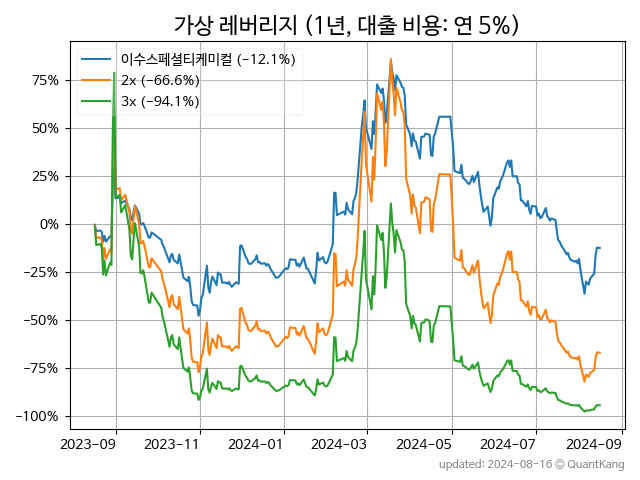 가상 레버리지 (1년, 대출 비용: 연 5%)
이수스페셜티케미컬 (−12.1%)
2x (−66.6%)
3x (−94.1%)
75%
50%
25%
0%
−25%
−50%
−75%
−100%
2023-09 2023-11 2024-01 2024-03 2024-05 2024-07 2024-09
updated: 2024-08-16 © QuantKang